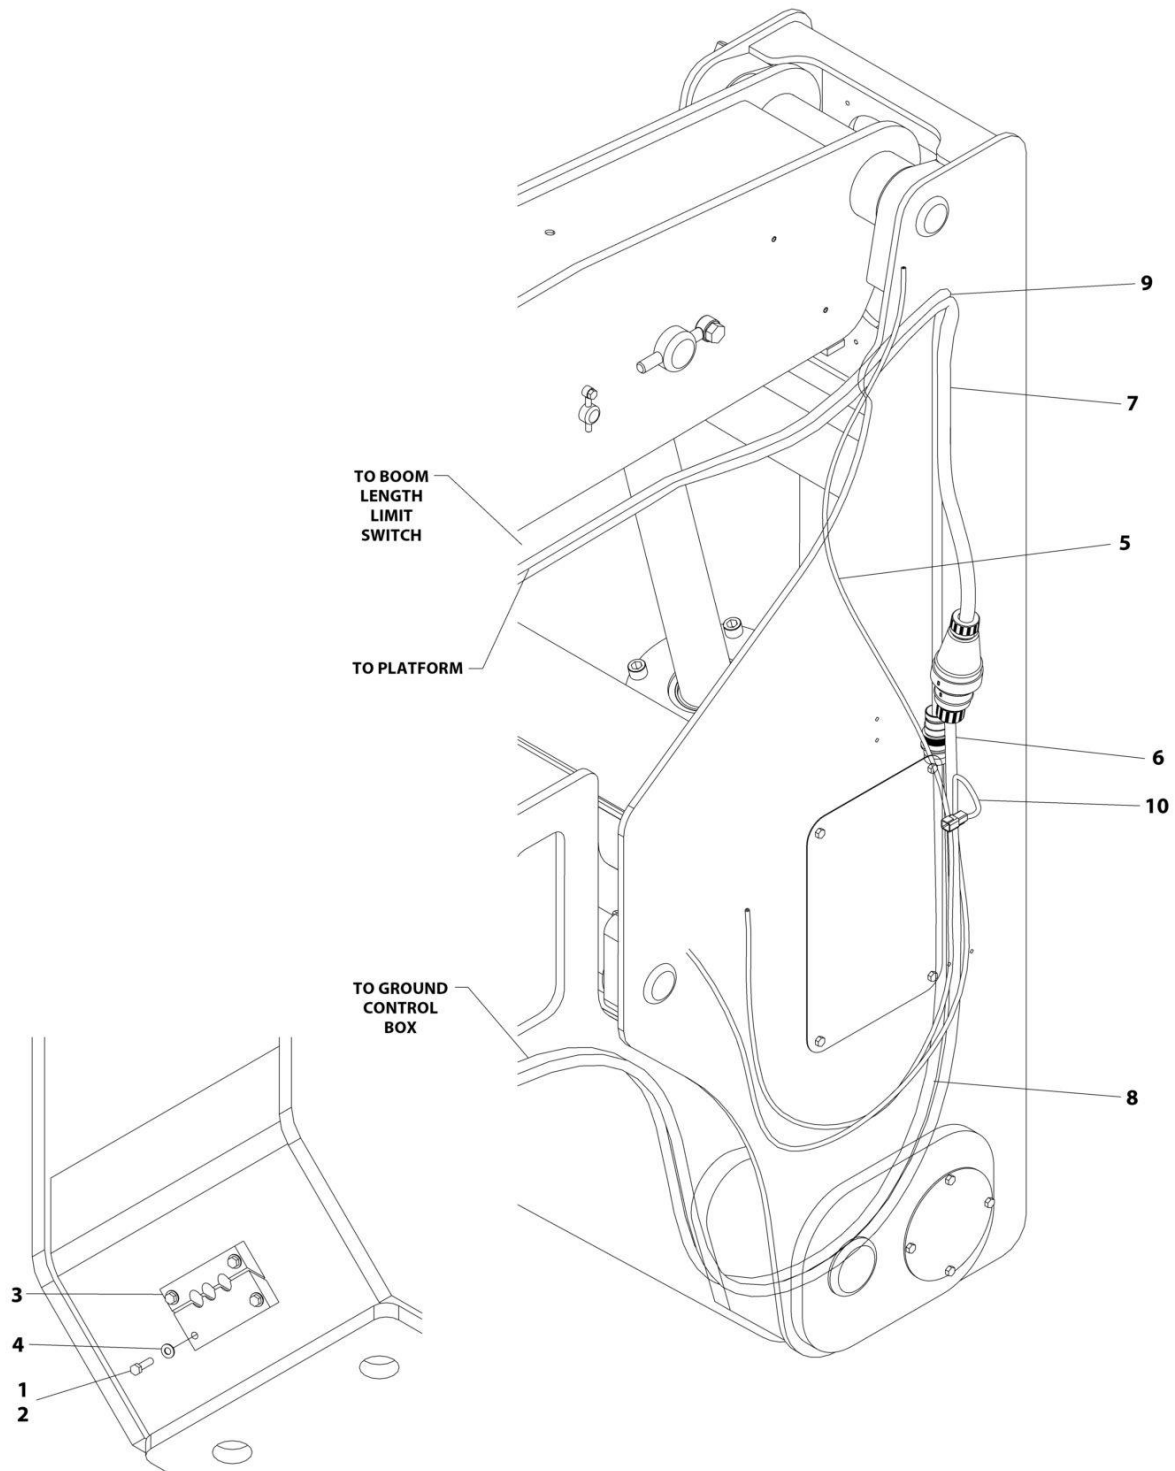 9
7
TO BOOM
LENGTH
LIMIT
SWITCH
5
TO PLATFORM
6
10
TO GROUND
CONTROL
BOX
8
3
4
1
2